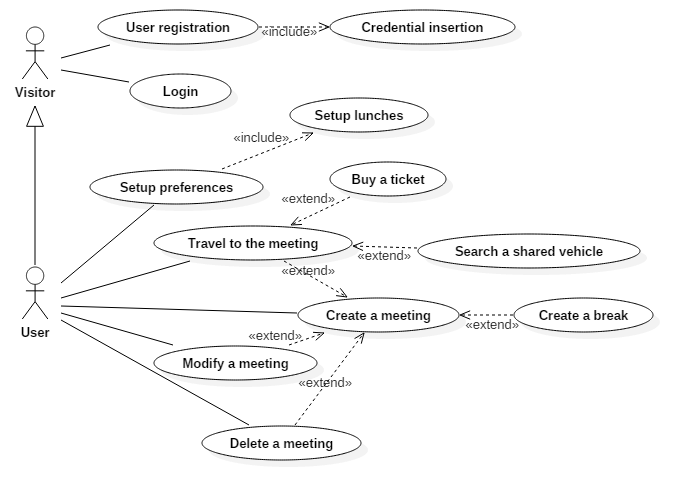 User registration
«include»
Credential insertion
Visitor
Login
Setup lunches
«include»
Setup preferences
Buy a ticket
«extend»
Travel to the meeting
«extend»
Search a shared vehicle
«extend»
User
Create a meeting
«extend»
Create a break
«extend»
Modify a meeting
«extend»
Delete a meeting